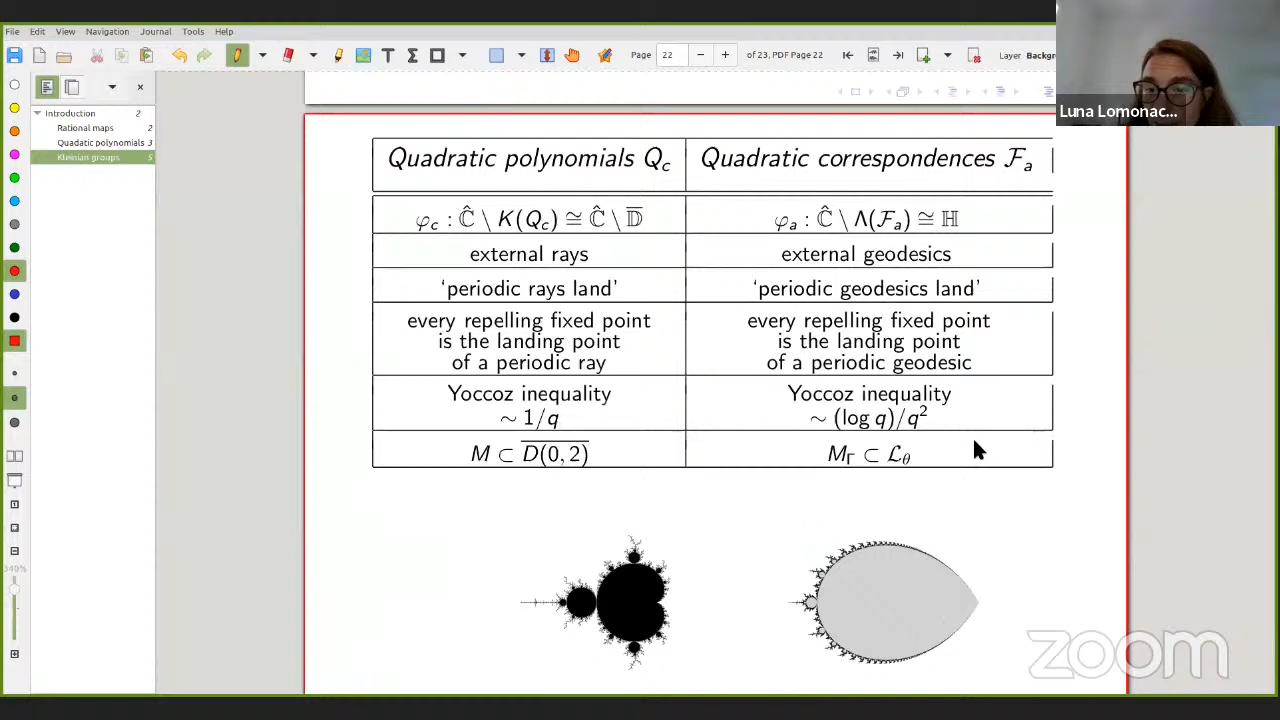 File Edit View Navigation Journal Tools Help
Page 22 of 23, PDF Page 22 Layer Backgr
Introduction 2
Rational maps 2
Quadatic polynomials 3
Kleinian groups 5
340%
Luna Lomonac...
Quadratic polynomials Q_c Quadratic correspondences ℱ_a
φ_c : Ĉ \ K(Q_c) ≅ Ĉ \ 𝔻̅ φ_a : Ĉ \ Λ(ℱ_a) ≅ ℍ
external rays external geodesics
‘periodic rays land’ ‘periodic geodesics land’
every repelling fixed point every repelling fixed point
is the landing point is the landing point
of a periodic ray of a periodic geodesic
Yoccoz inequality Yoccoz inequality
∼ 1/q ∼ (log q)/q²
M ⊂ D(0, 2)̅ M_Γ ⊂ ℒ_θ
zoom